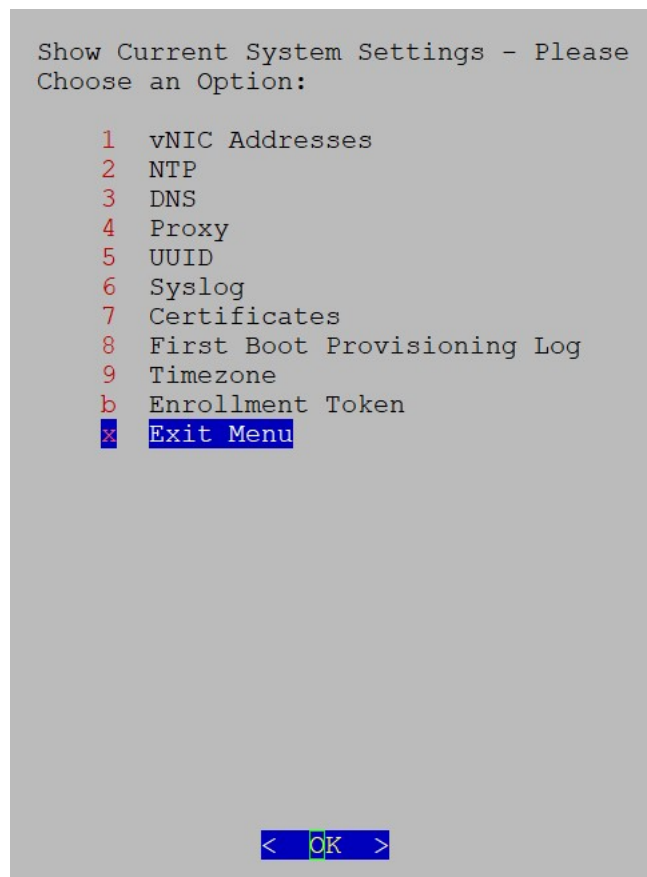 Show Current System Settings - Please
Choose an Option:
1 vNIC Addresses
2 NTP
3 DNS
4 Proxy
5 UUID
6 Syslog
7 Certificates
8 First Boot Provisioning Log
9 Timezone
b Enrollment Token
x Exit Menu
< OK >